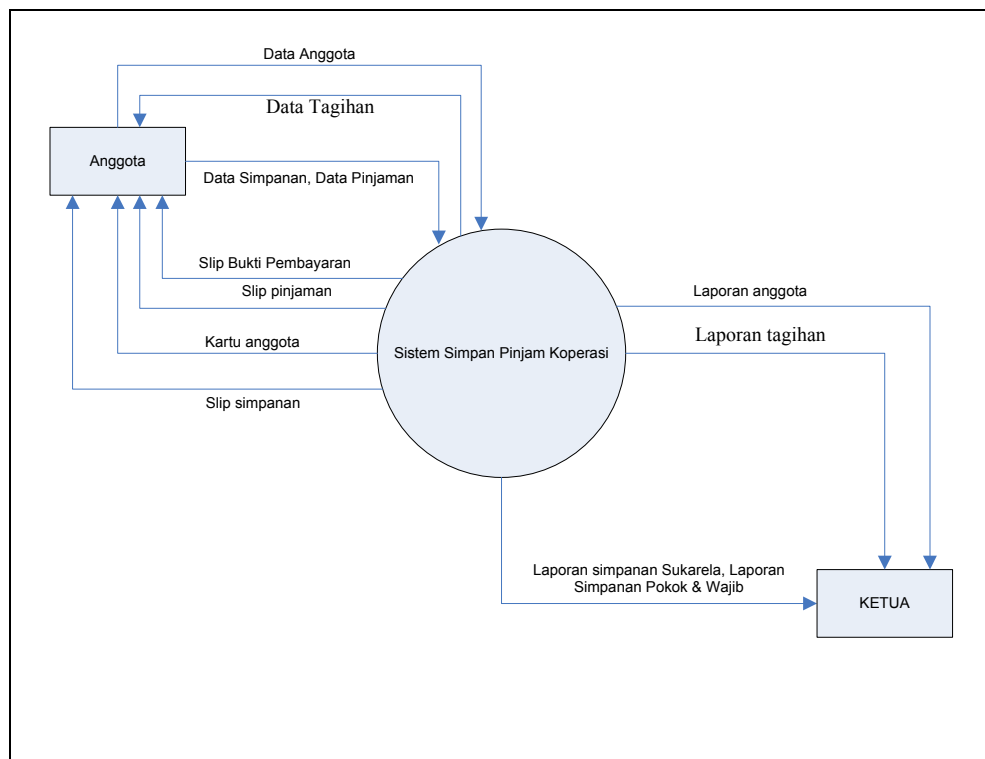 Data Anggota
Data Tagihan
Anggota
Data Simpanan, Data Pinjaman
Slip Bukti Pembayaran
Slip pinjaman
Laporan anggota
Laporan tagihan
Kartu anggota
Sistem Simpan Pinjam Koperasi
Slip simpanan
Laporan simpanan Sukarela, Laporan
Simpanan Pokok & Wajib
KETUA